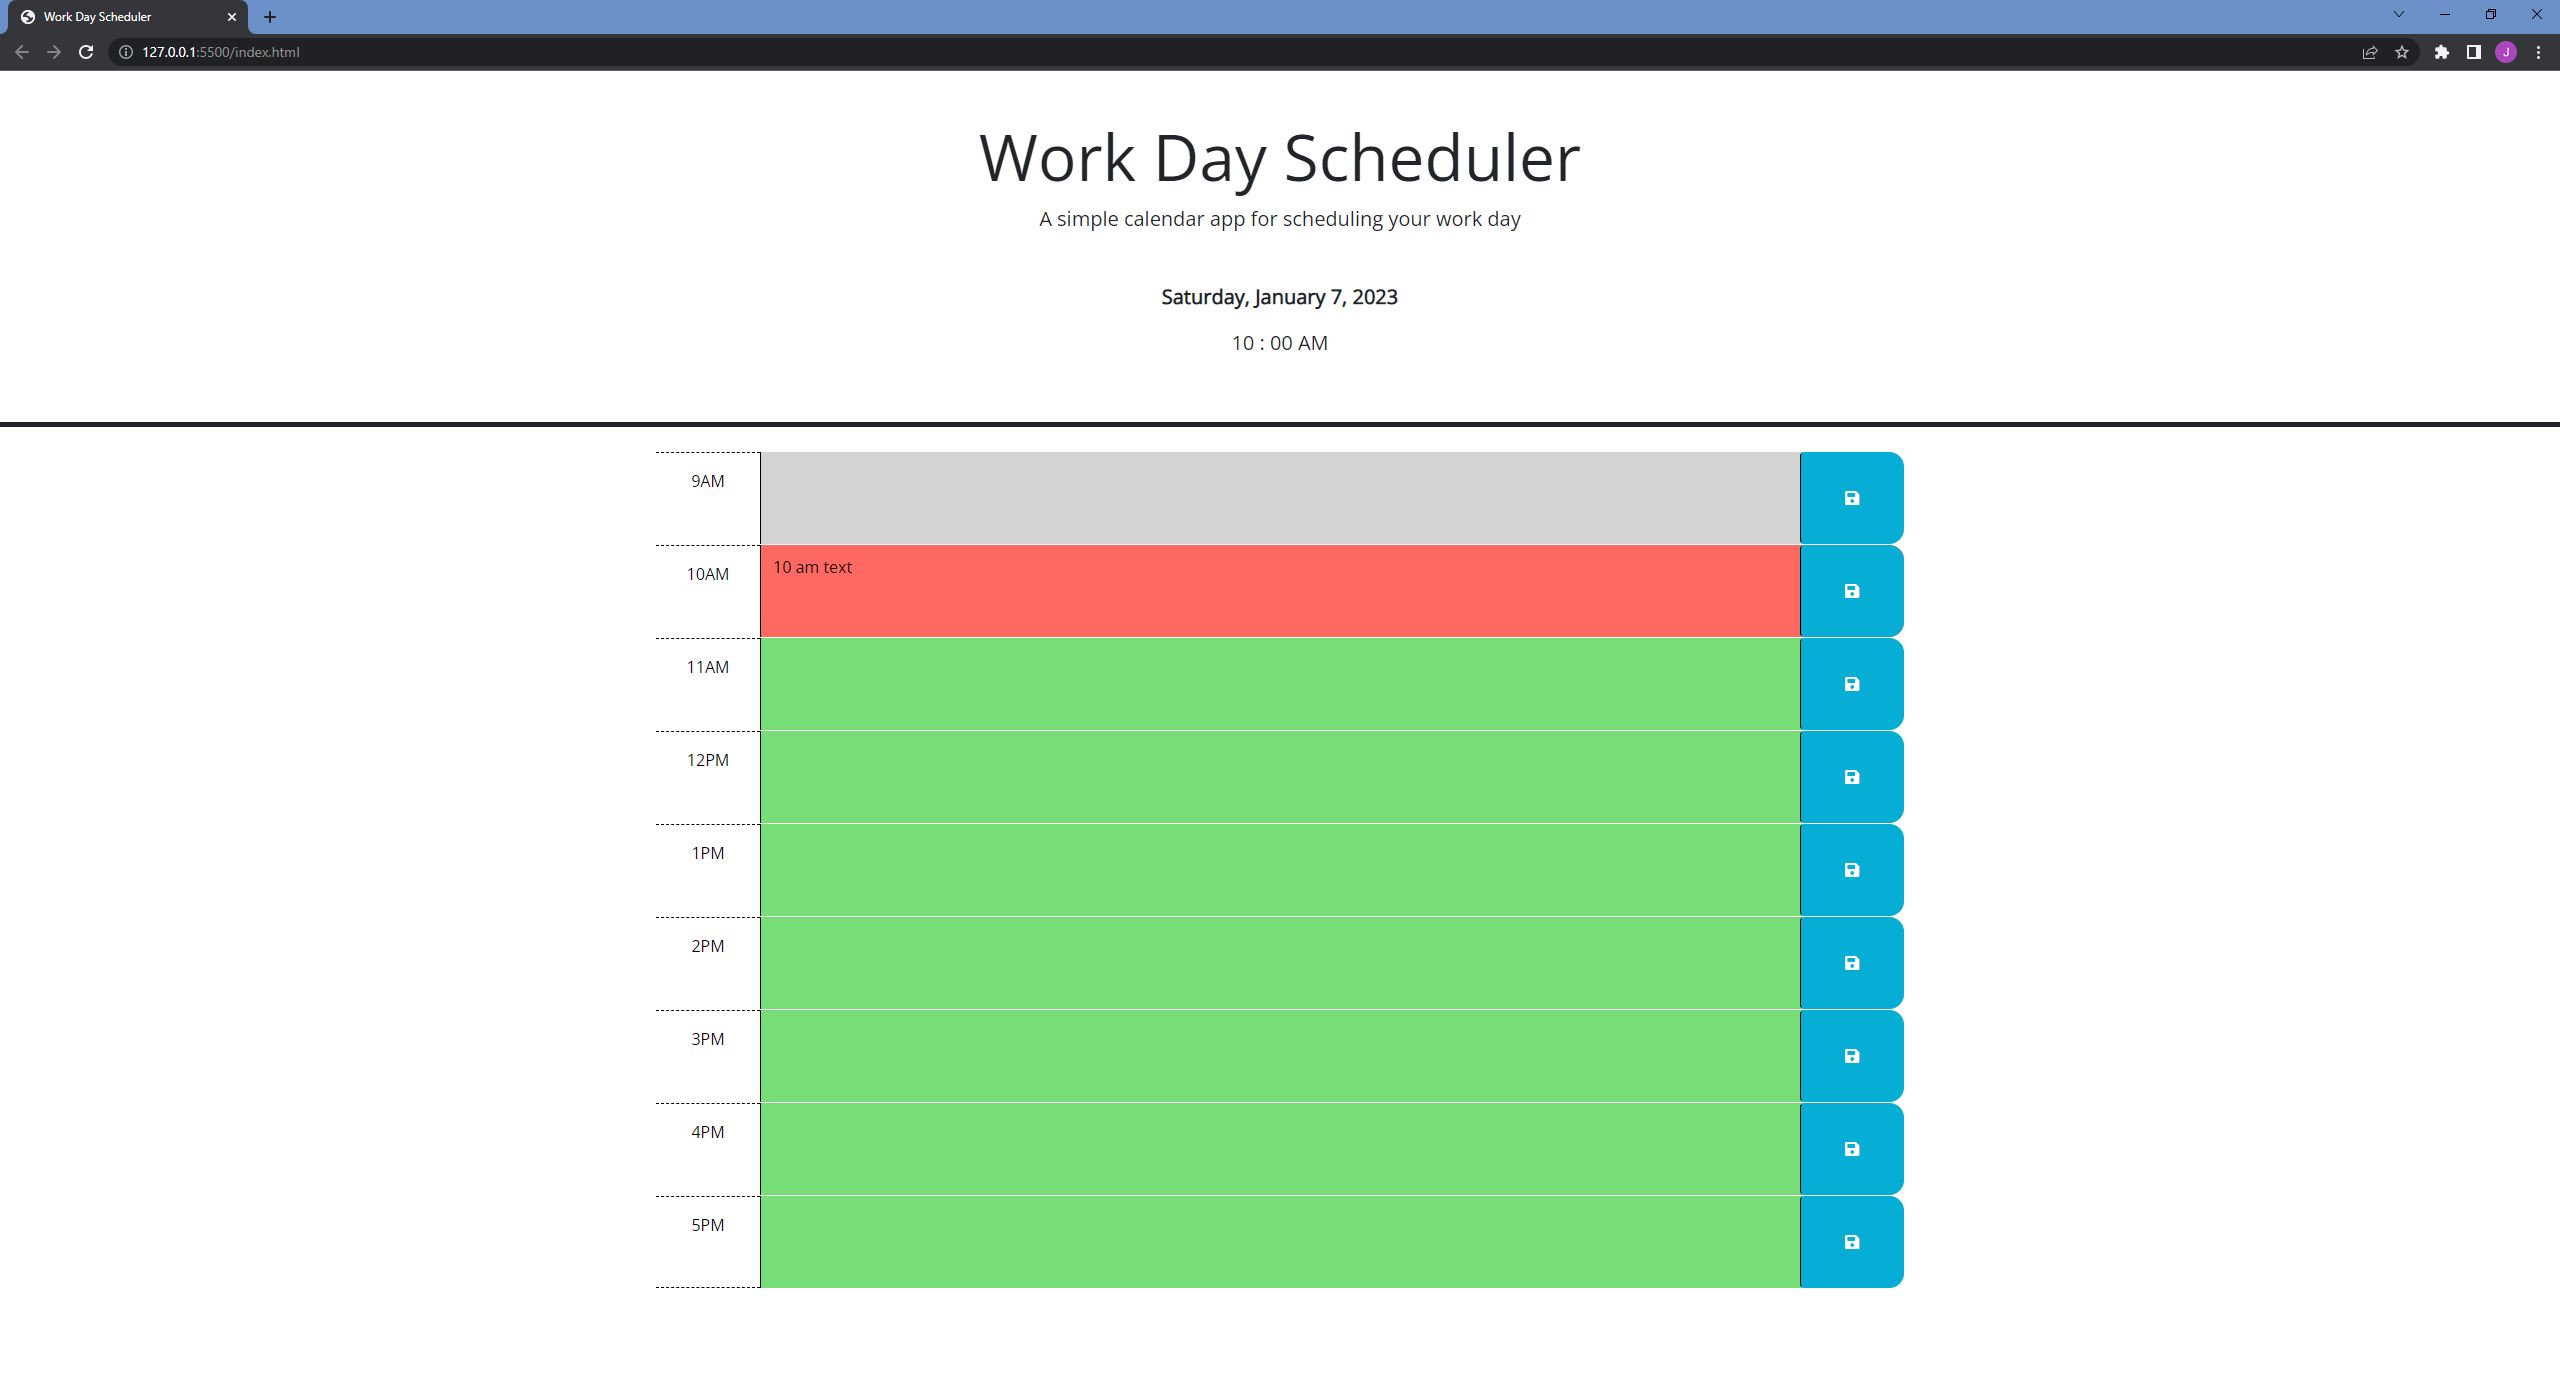 Work Day Scheduler
127.0.0.1:5500/index.html
J
Work Day Scheduler
A simple calendar app for scheduling your work day
Saturday, January 7, 2023
10 : 00 AM
9AM
10AM 10 am text
11AM
12PM
1PM
2PM
3PM
4PM
5PM